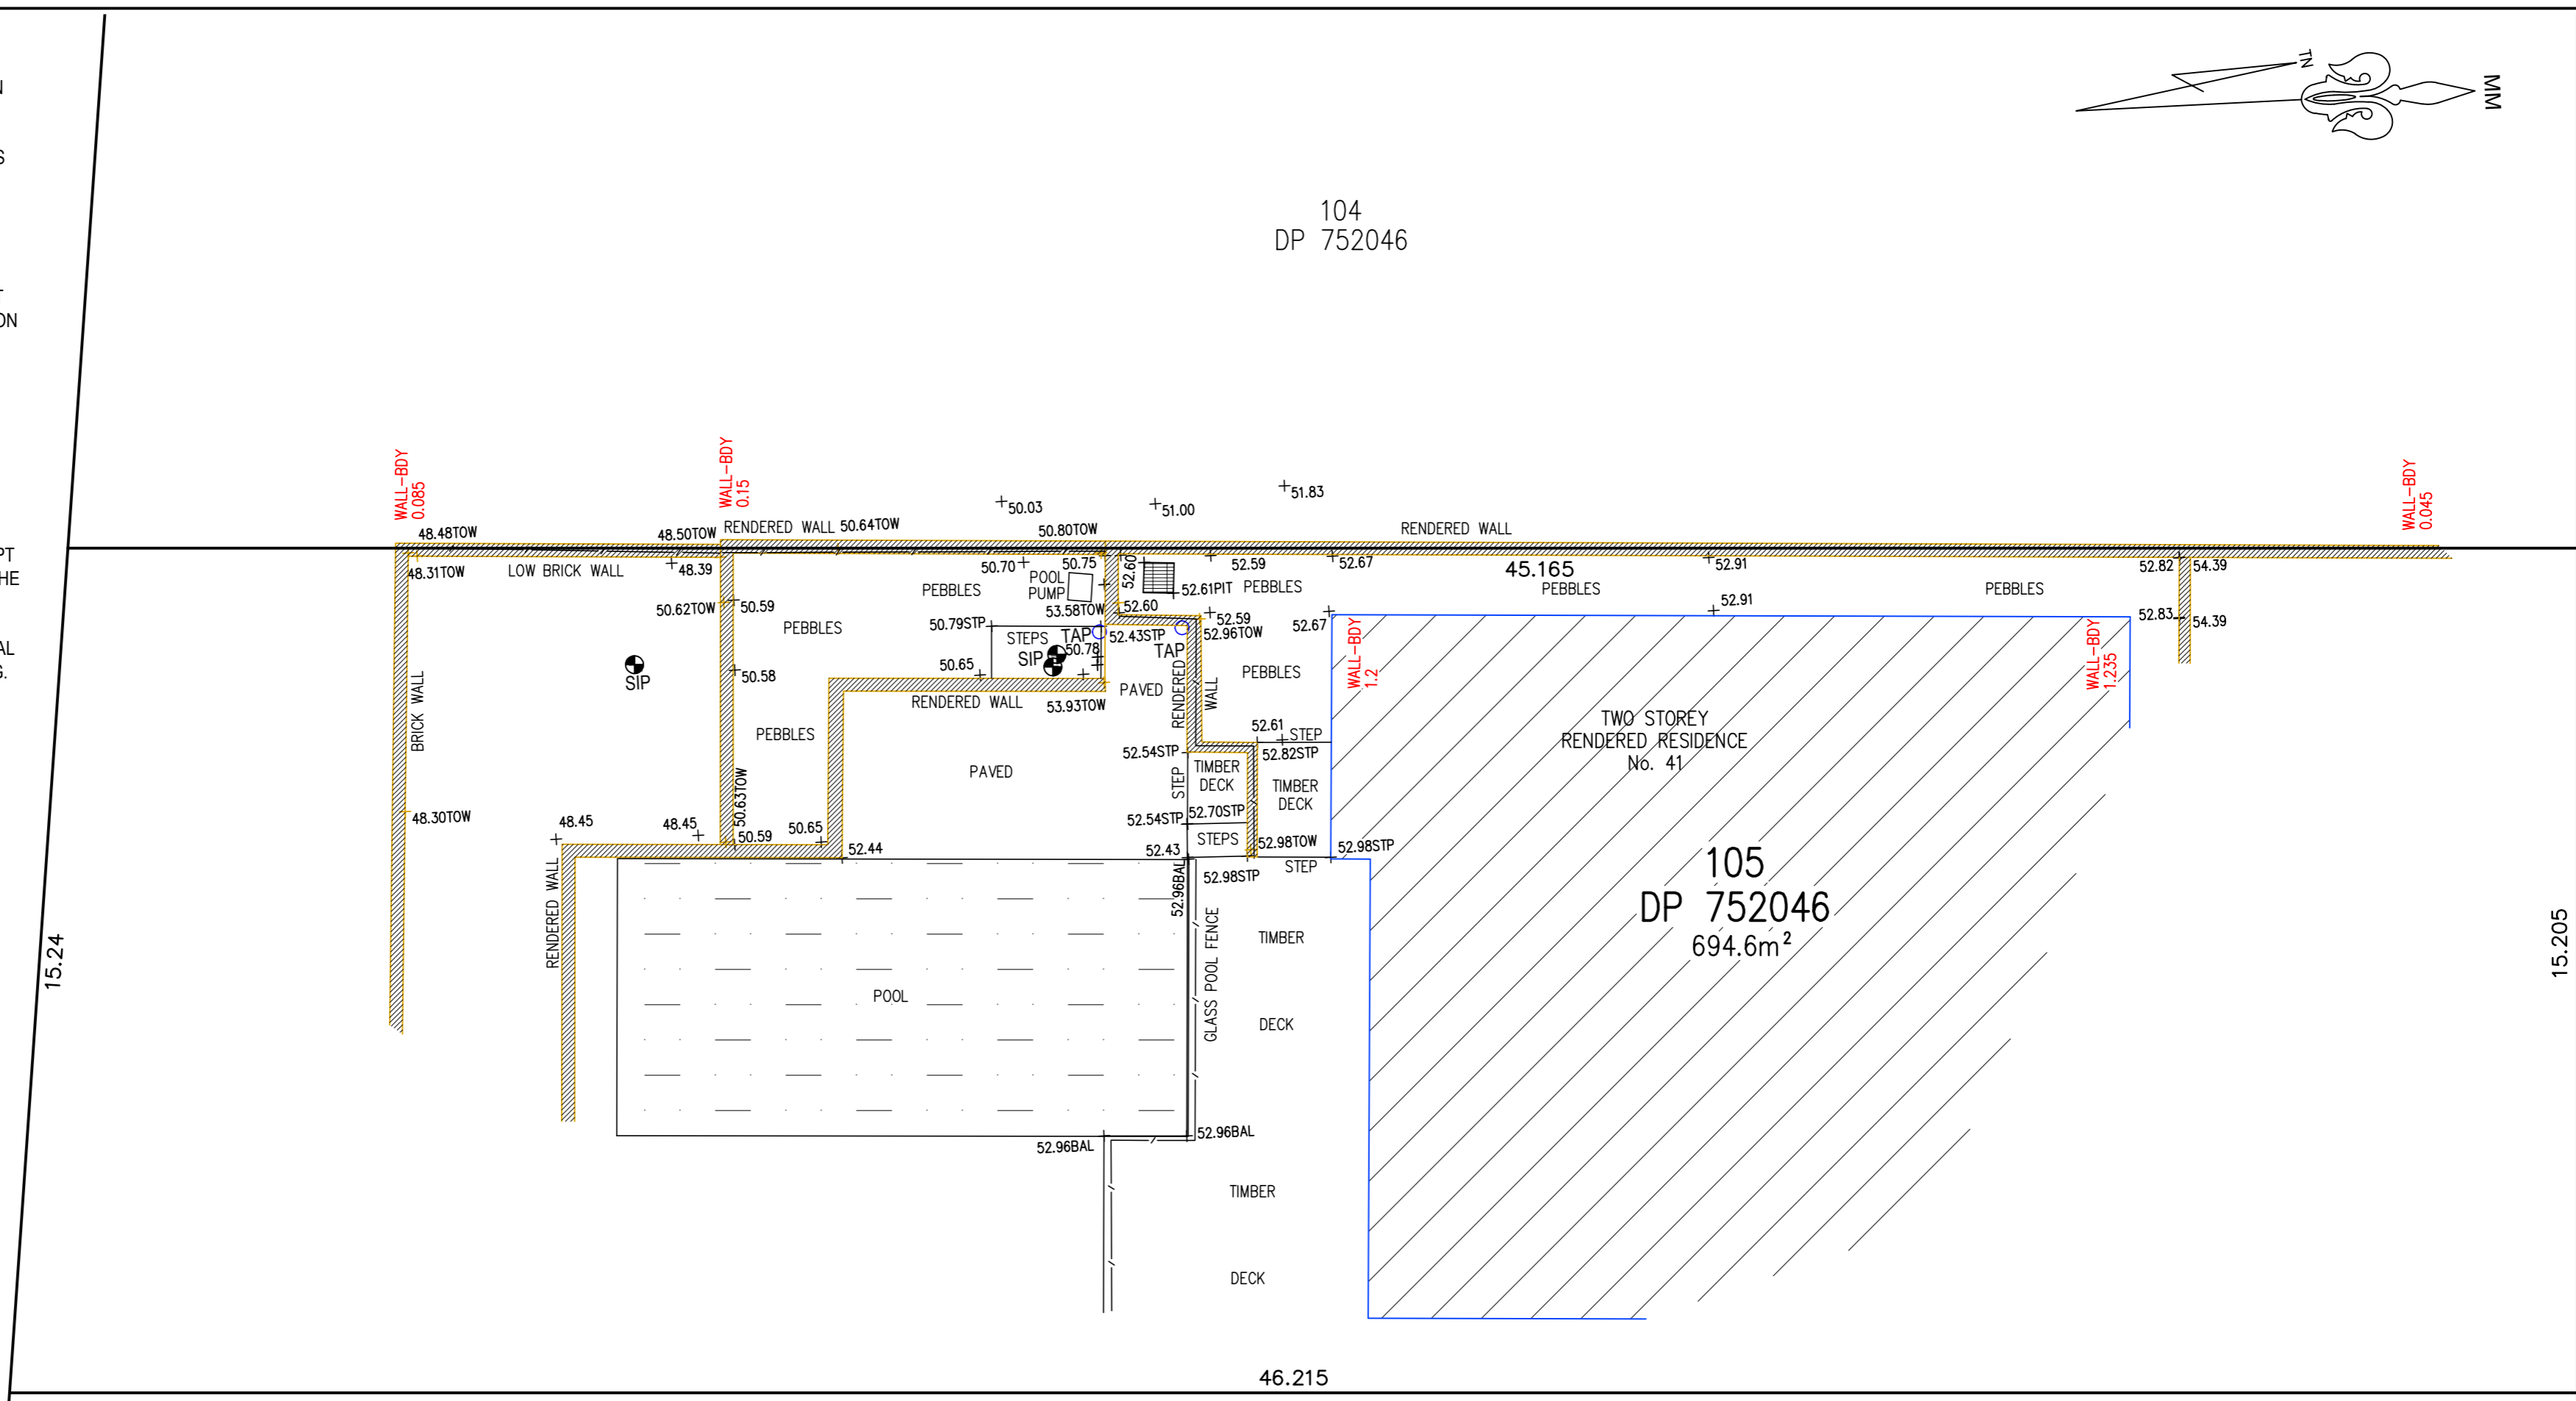 TN
MM
N
S
T
ON
PT
HE
AL
G.
104
DP 752046
WALL-BDY
0.085
WALL-BDY
0.15
WALL-BDY
0.045
50.03
51.00
51.83
48.48TOW
48.50TOW
RENDERED WALL
50.64TOW
50.80TOW
RENDERED WALL
48.31TOW
LOW BRICK WALL
48.39
50.70
50.75
52.60
52.59
52.67
45.165
52.91
52.82
54.39
PEBBLES
POOL
PUMP
52.61PIT
PEBBLES
PEBBLES
PEBBLES
50.62TOW
50.59
53.58TOW
52.60
52.59
52.67
52.91
52.83
54.39
PEBBLES
50.79STP
STEPS
TAP
52.43STP
52.96TOW
TAP
50.78
SIP
SIP
50.65
50.58
BRICK WALL
RENDERED WALL
53.93TOW
PAVED
RENDERED
WALL
PEBBLES
WALL-BDY
1.2
WALL-BDY
1.235
PEBBLES
52.61
STEP
TWO STOREY
RENDERED RESIDENCE
No. 41
52.54STP
52.82STP
PAVED
STEP
TIMBER
DECK
TIMBER
DECK
50.63TOW
48.30TOW
48.45
48.45
50.59
50.65
52.54STP
52.70STP
STEPS
52.44
52.43
52.98TOW
52.98STP
STEP
52.98STP
52.96BAL
RENDERED WALL
105
DP 752046
694.6m²
GLASS POOL FENCE
TIMBER
DECK
15.24
15.205
POOL
52.96BAL
52.96BAL
TIMBER
DECK
46.215